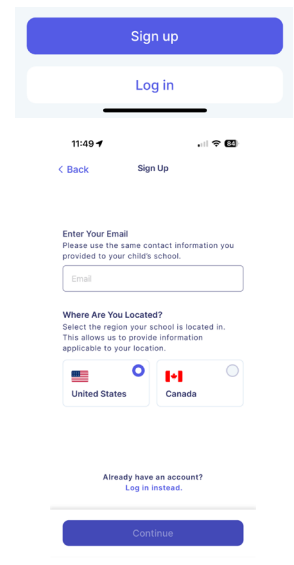 Sign up
Log in
11:49
84
< Back
Sign Up
Enter Your Email
Please use the same contact information you
provided to your child's school.
Email
Where Are You Located?
Select the region your school is located in.
This allows us to provide information
applicable to your location.
United States
Canada
Already have an account?
Log in instead.
Continue